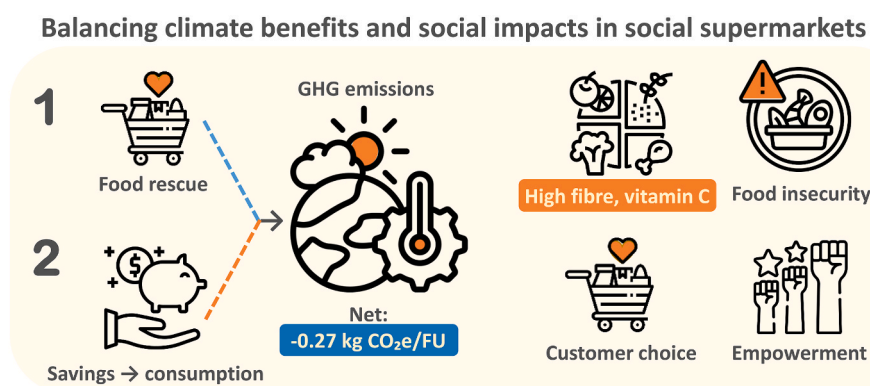 Balancing climate benefits and social impacts in social supermarkets
1
Food rescue
2
$
Savings → consumption
GHG emissions
Net:
-0.27 kg CO₂e/FU
High fibre, vitamin C
Food insecurity
Customer choice
Empowerment